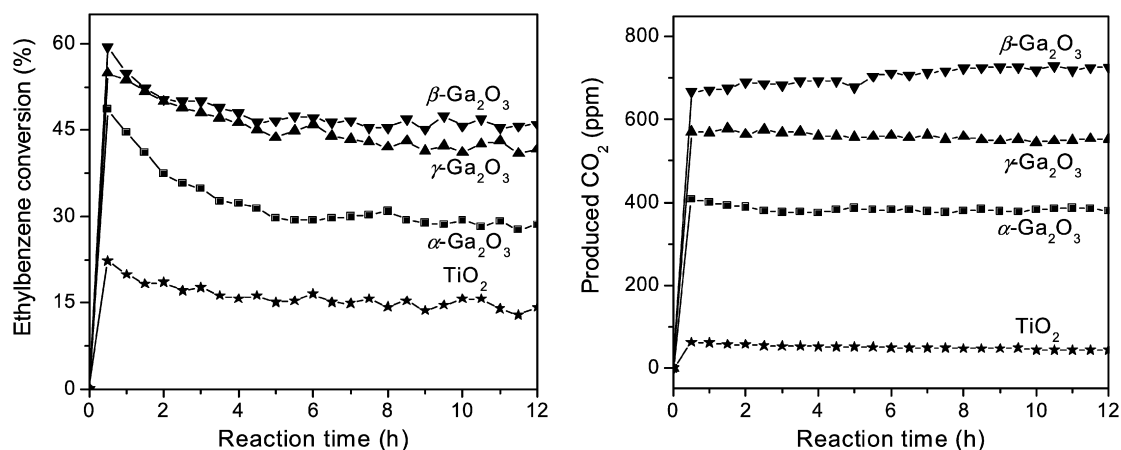 Ethylbenzene conversion (%)
60
45
30
15
0
β-Ga₂O₃
γ-Ga₂O₃
α-Ga₂O₃
TiO₂
0 2 4 6 8 10 12
Reaction time (h)
Produced CO₂ (ppm)
800
600
400
200
0
β-Ga₂O₃
γ-Ga₂O₃
α-Ga₂O₃
TiO₂
0 2 4 6 8 10 12
Reaction time (h)